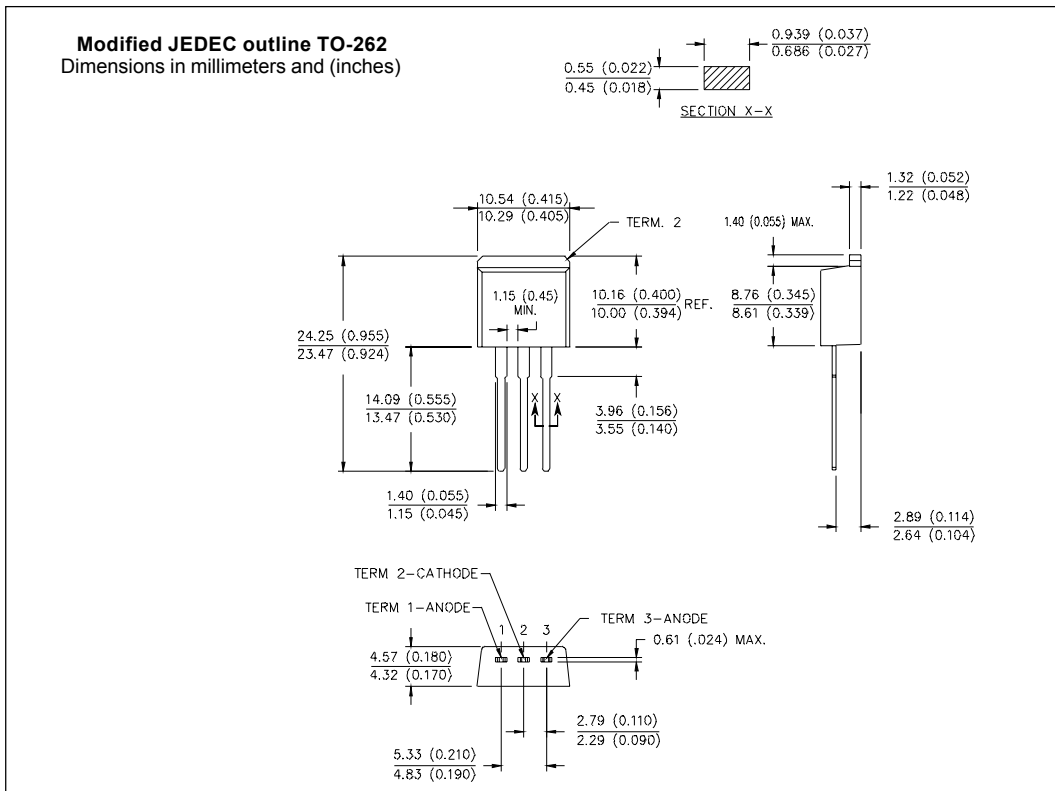 Modified JEDEC outline TO-262
Dimensions in millimeters and (inches)
0.939 (0.037)
0.686 (0.027)
0.55 (0.022)
0.45 (0.018)
SECTION X-X
10.54 (0.415)
10.29 (0.405)
TERM. 2
1.32 (0.052)
1.22 (0.048)
1.40 (0.055) MAX.
1.15 (0.45)
MIN.
10.16 (0.400)
10.00 (0.394)
REF.
8.76 (0.345)
8.61 (0.339)
24.25 (0.955)
23.47 (0.924)
14.09 (0.555)
13.47 (0.530)
X X
3.96 (0.156)
3.55 (0.140)
1.40 (0.055)
1.15 (0.045)
2.89 (0.114)
2.64 (0.104)
TERM 2-CATHODE
TERM 1-ANODE
TERM 3-ANODE
1 2 3
0.61 (.024) MAX.
4.57 (0.180)
4.32 (0.170)
2.79 (0.110)
2.29 (0.090)
5.33 (0.210)
4.83 (0.190)